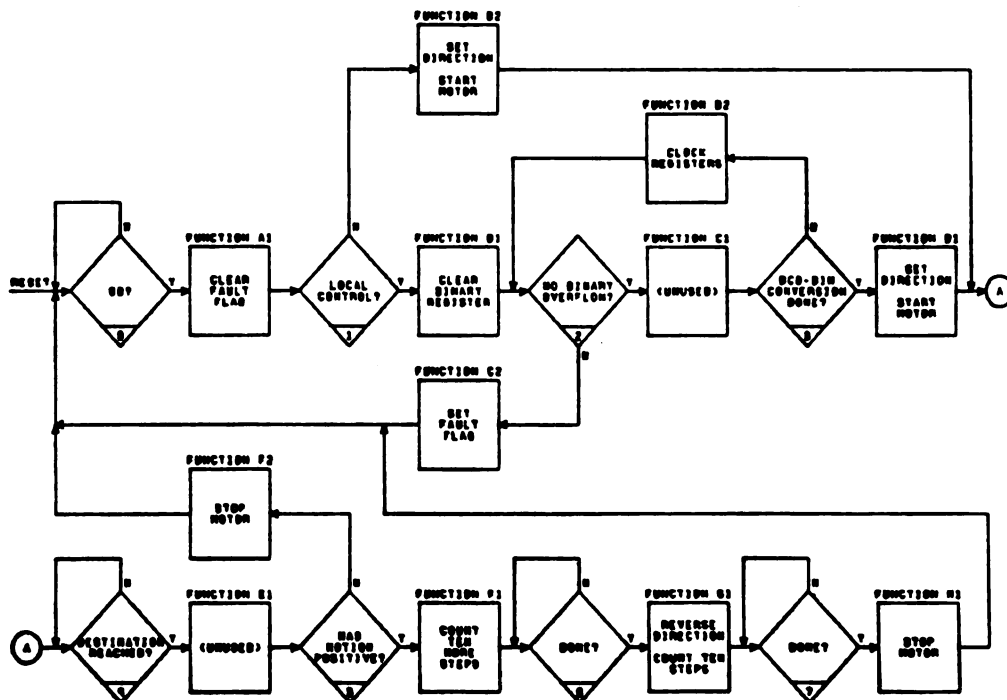 FUNCTION B2
SET
DIRECTION
START
MOTOR
FUNCTION D2
CLOCK
REGISTERS
N
N
N
FUNCTION A1
FUNCTION B1
FUNCTION C1
FUNCTION D1
RESET
GO?
Y
CLEAR
FAULT
FLAG
LOCAL
CONTROL?
Y
CLEAR
BINARY
REGISTER
NO BINARY
OVERFLOW?
Y
(UNUSED)
BCD-BIN
CONVERSION
DONE?
Y
SET
DIRECTION
START
MOTOR
A
0
1
2
3
N
FUNCTION C2
SET
FAULT
FLAG
FUNCTION F2
STOP
MOTOR
N
N
N
N
FUNCTION E1
FUNCTION F1
FUNCTION G1
FUNCTION H1
A
DESTINATION
REACHED?
Y
(UNUSED)
WAS
MOTION
POSITIVE?
Y
COUNT
TEN
MORE
STEPS
DONE?
Y
REVERSE
DIRECTION
COUNT TEN
STEPS
DONE?
Y
STOP
MOTOR
4
5
6
7